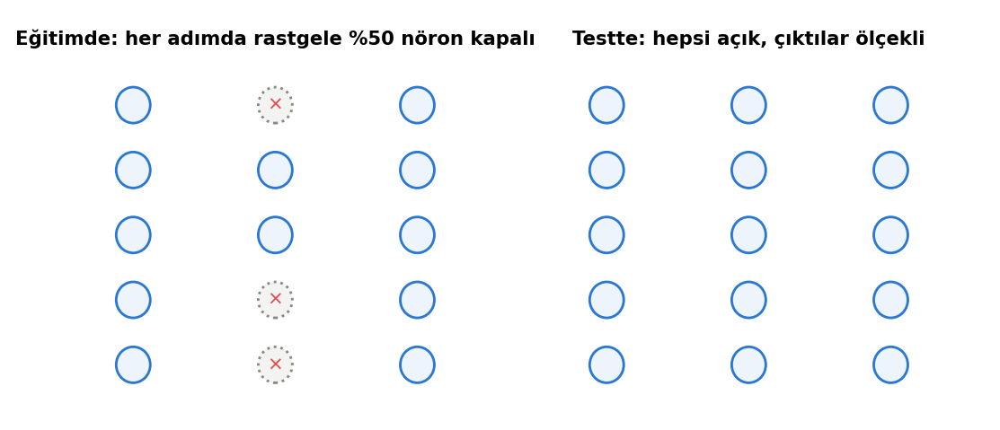 Eğitimde: her adımda rastgele %50 nöron kapalı
Testte: hepsi açık, çıktılar ölçekli